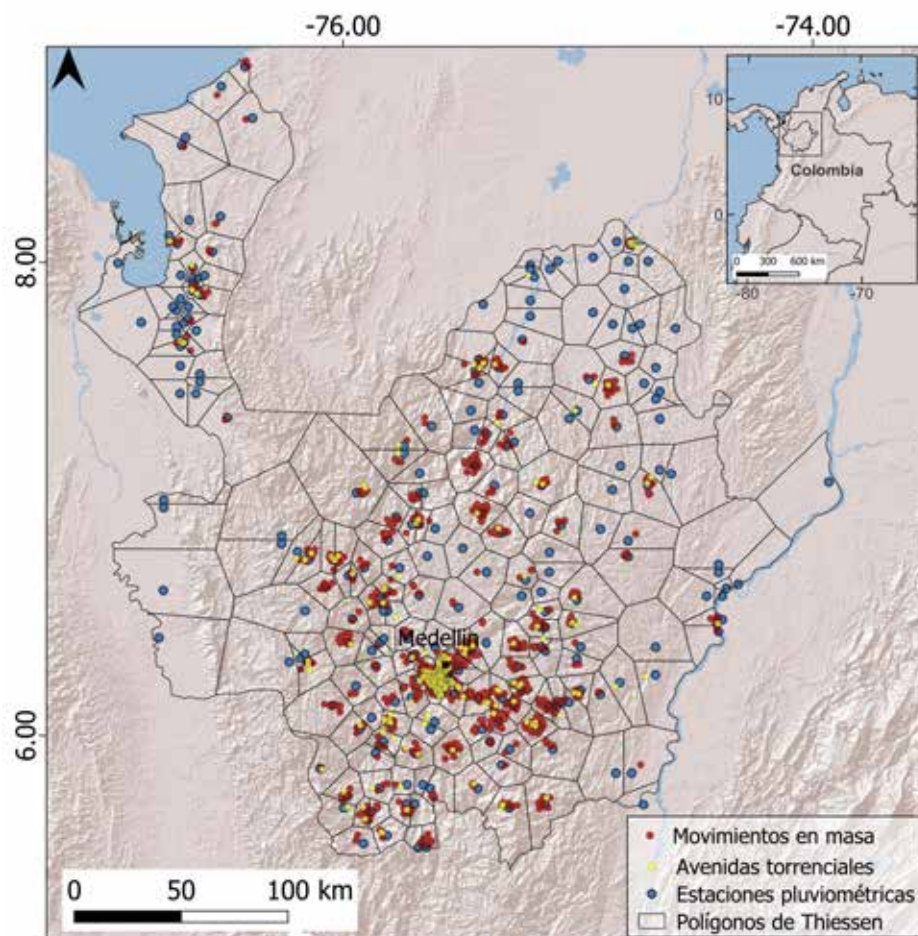 -76.00
-74.00
10
Colombia
0
0 300 600 km
-80
-70
8.00
Medellín
6.00
0 50 100 km
Movimientos en masa
Avenidas torrenciales
Estaciones pluviométricas
Polígonos de Thiessen